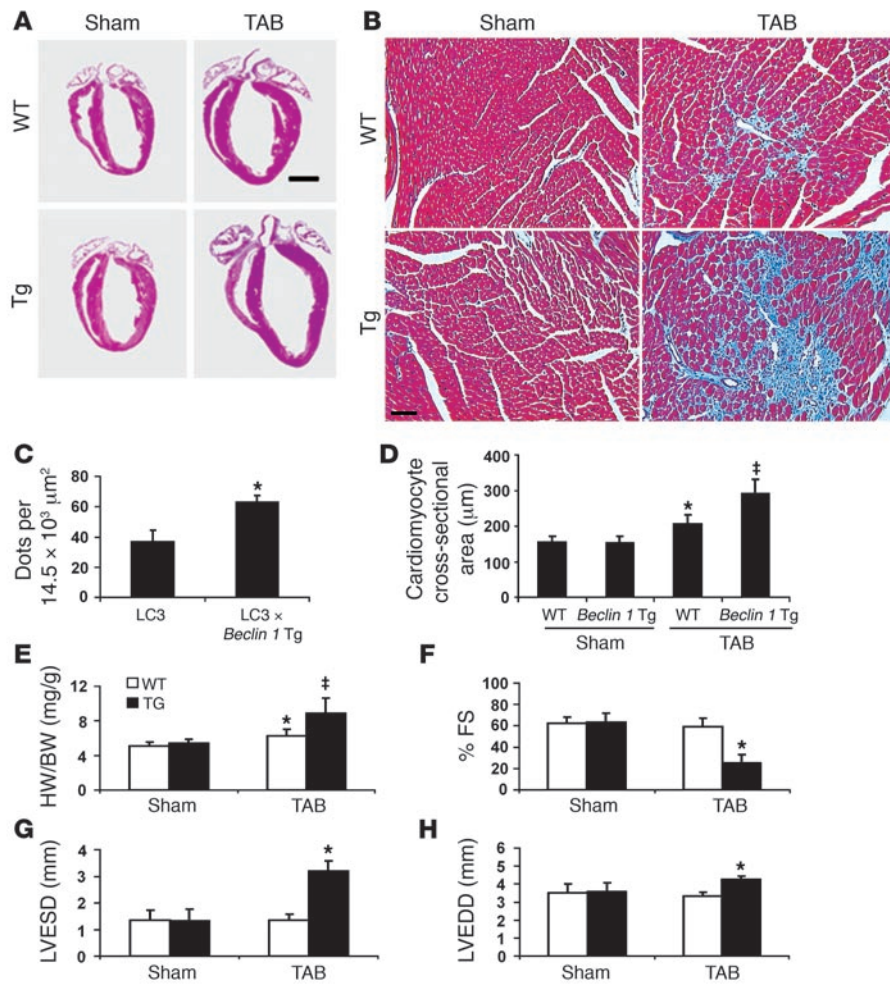 A
Sham
TAB
WT
Tg
B
Sham
TAB
WT
Tg
C
Dots per
14.5 × 10³ μm²
80
60
40
20
0
*
LC3
LC3 ×
Beclin 1 Tg
D
Cardiomyocyte
cross-sectional
area (μm)
400
300
200
100
0
*
‡
WT
Beclin 1 Tg
WT
Beclin 1 Tg
Sham
TAB
E
HW/BW (mg/g)
12
8
4
0
WT
TG
*
‡
Sham
TAB
F
% FS
100
80
60
40
20
0
*
Sham
TAB
G
LVESD (mm)
4
3
2
1
0
*
Sham
TAB
H
LVEDD (mm)
6
5
4
3
2
1
0
*
Sham
TAB